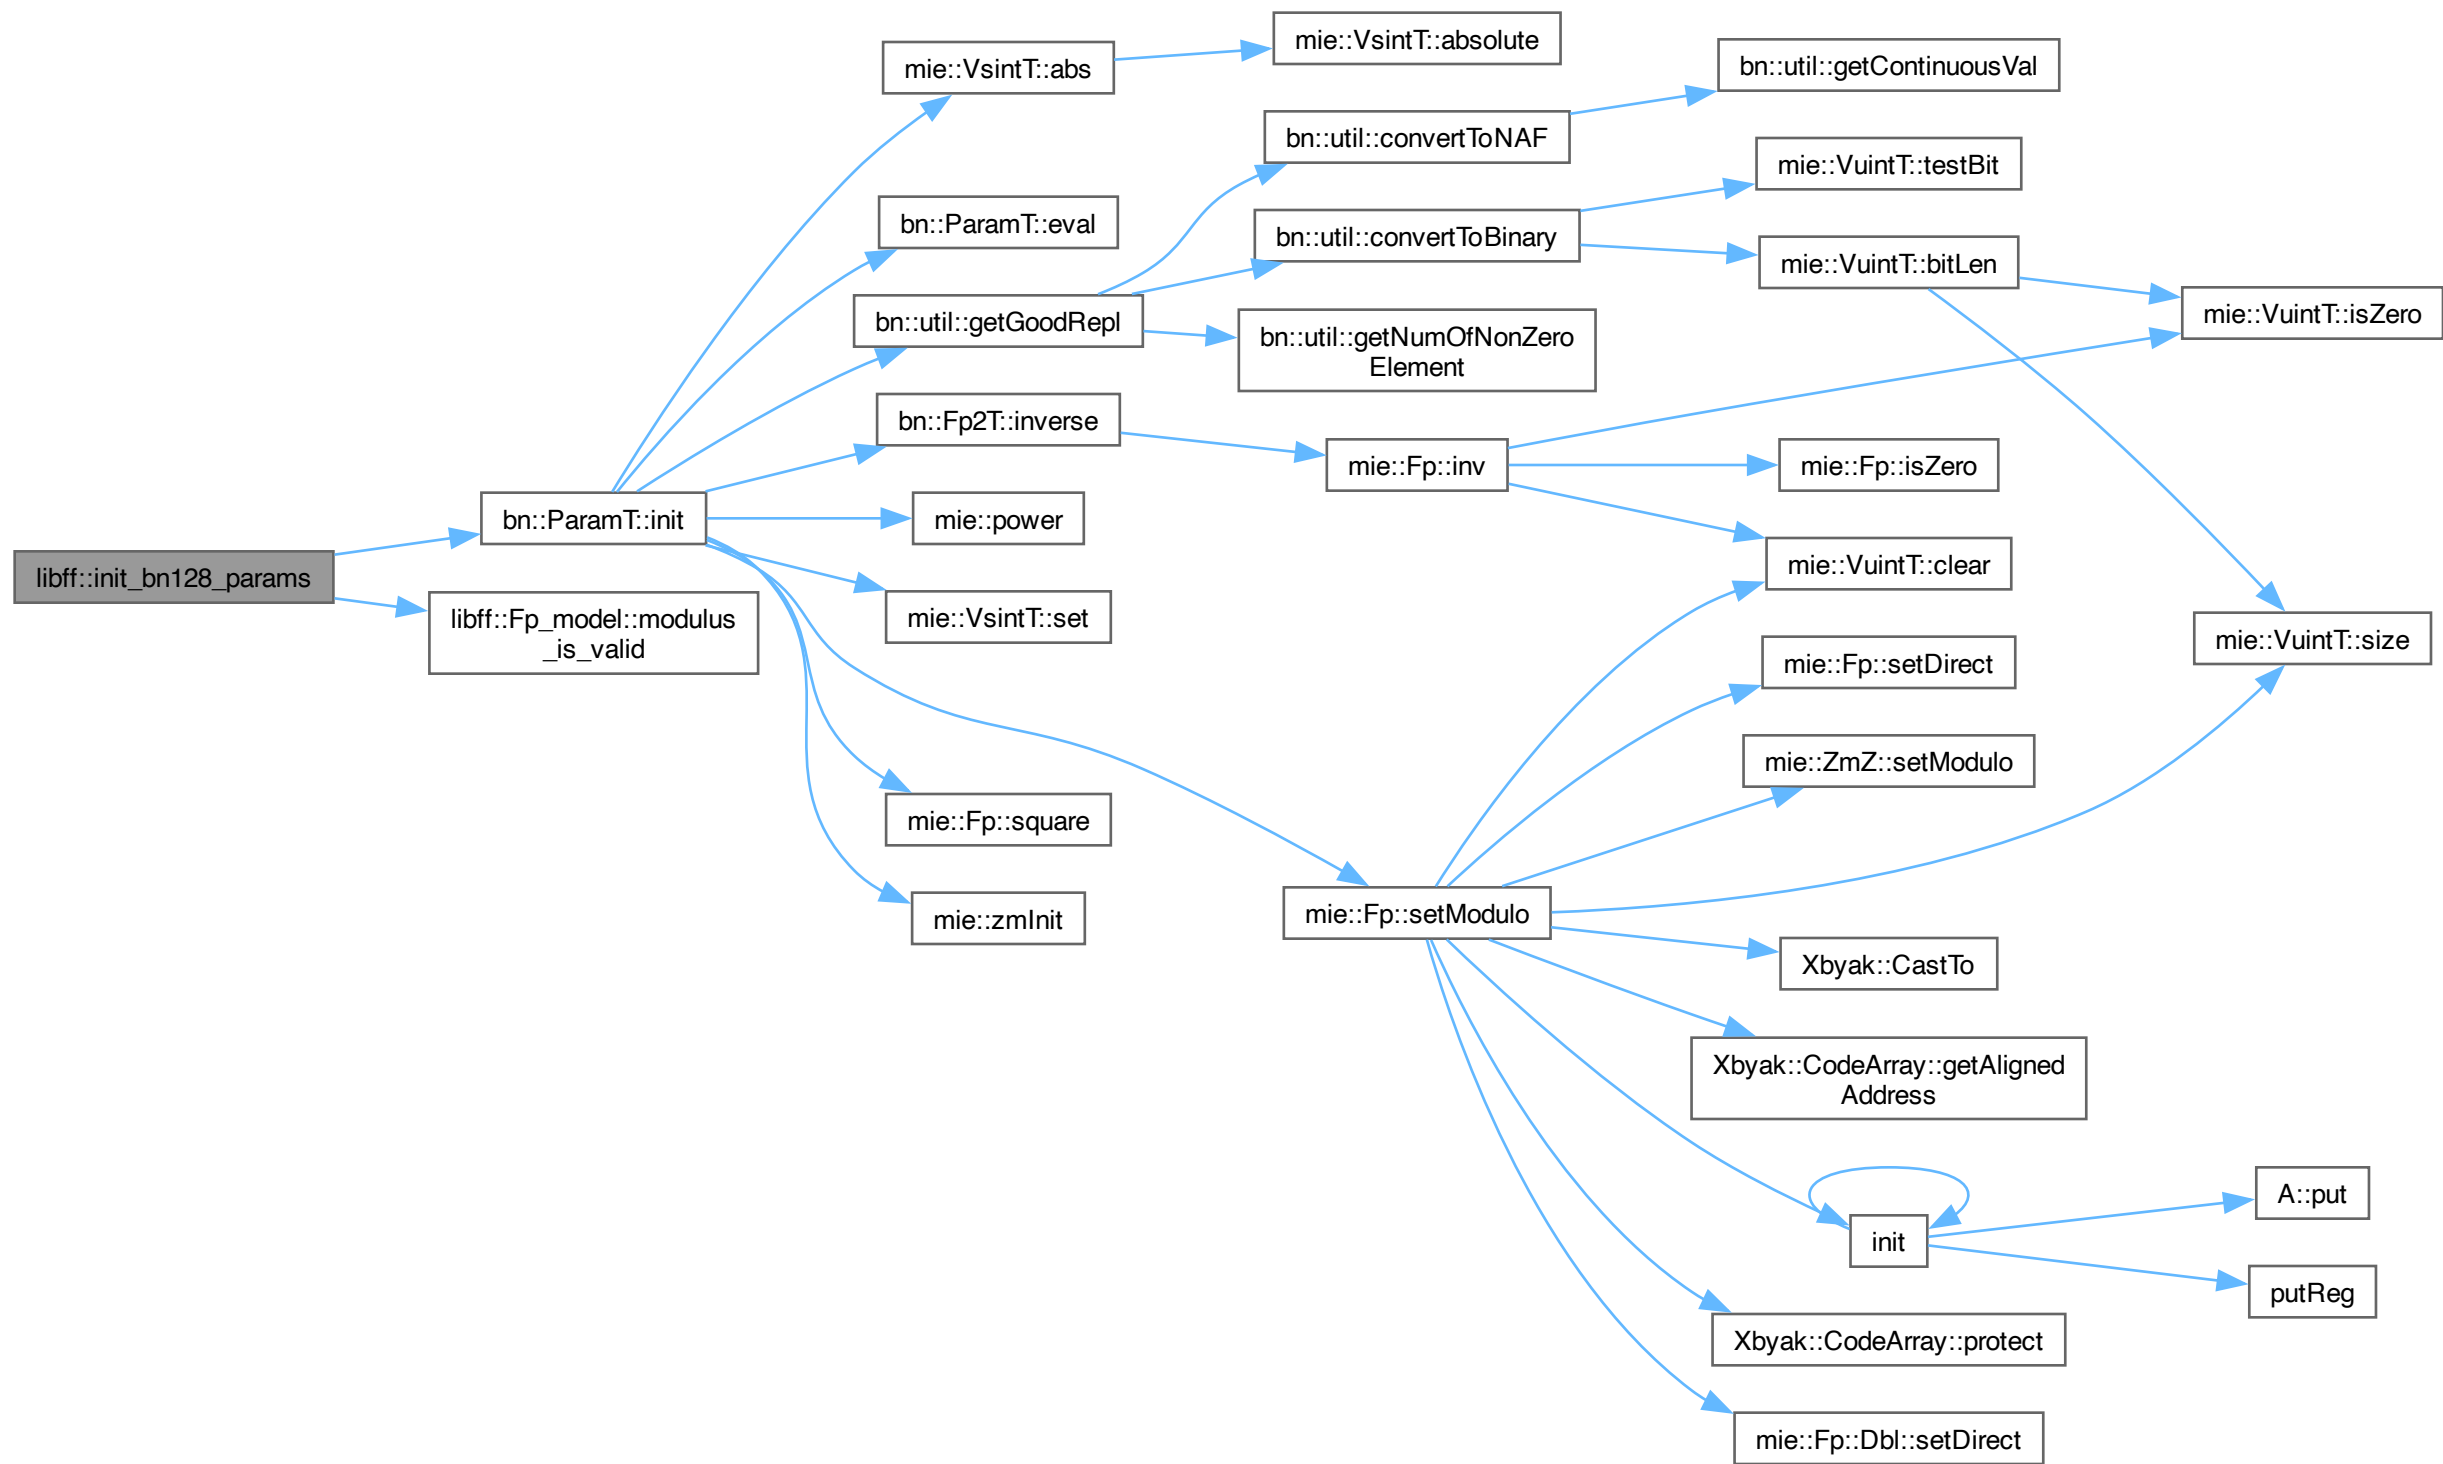 libff::init_bn128_params
bn::ParamT::init
libff::Fp_model::modulus
_is_valid
mie::VsintT::abs
bn::ParamT::eval
bn::util::getGoodRepl
bn::Fp2T::inverse
mie::power
mie::VsintT::set
mie::Fp::square
mie::zmInit
mie::VsintT::absolute
bn::util::convertToNAF
bn::util::convertToBinary
bn::util::getNumOfNonZero
Element
mie::Fp::inv
mie::Fp::setModulo
bn::util::getContinuousVal
mie::VuintT::testBit
mie::VuintT::bitLen
mie::Fp::isZero
mie::VuintT::clear
mie::Fp::setDirect
mie::ZmZ::setModulo
Xbyak::CastTo
Xbyak::CodeArray::getAligned
Address
init
Xbyak::CodeArray::protect
mie::Fp::Dbl::setDirect
mie::VuintT::isZero
mie::VuintT::size
A::put
putReg